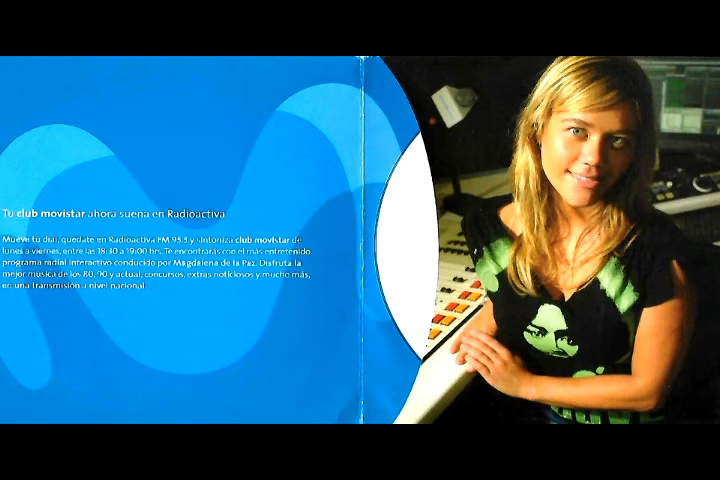 Tu club movistar ahora suena en Radioactiva
Mueve tu dial, quédate en Radioactiva FM 95.3 y sintoniza club movistar de
lunes a viernes, entre las 18:30 a 19:00 hrs. Te encontrarás con el más entretenido
programa radial interactivo conducido por Magdalena de la Paz. Disfruta la
mejor música de los 80, 90 y actual, concursos, extras noticiosos y mucho más,
en una transmisión a nivel nacional